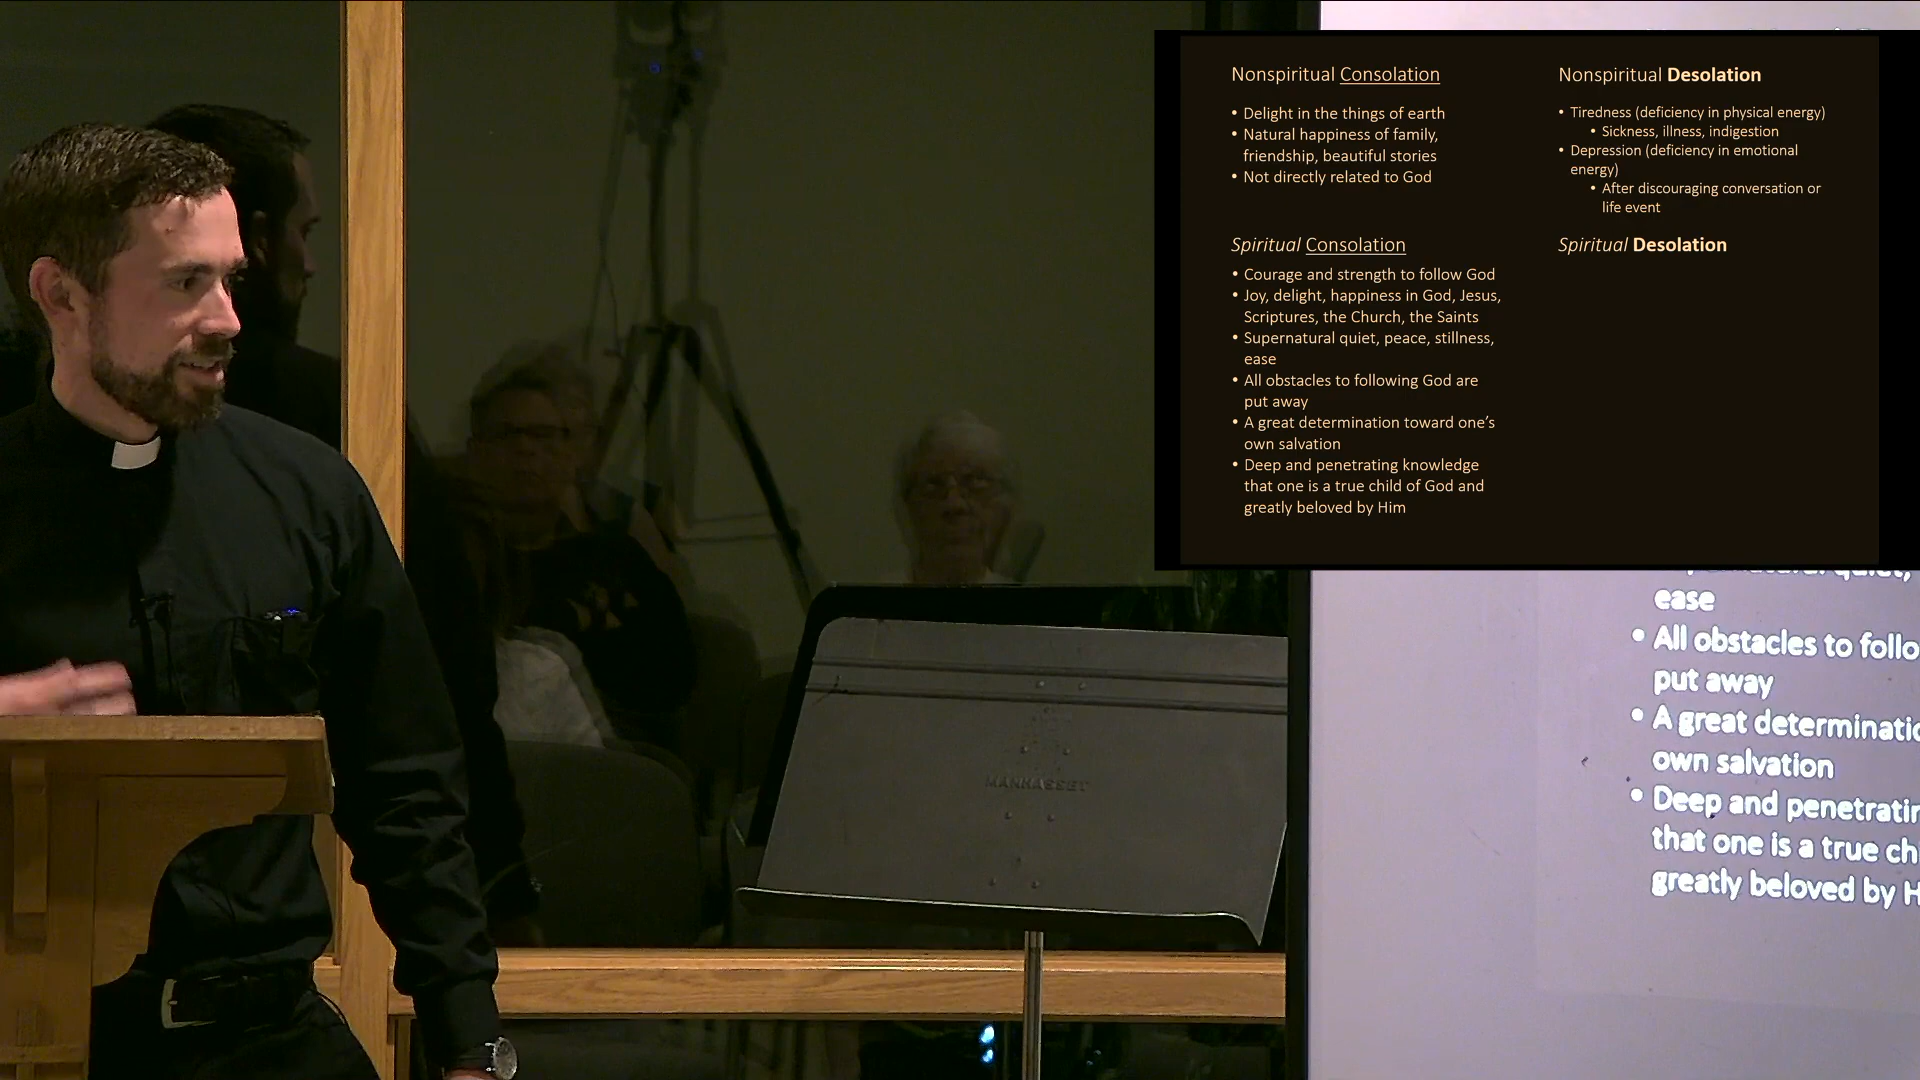 Nonspiritual Consolation
• Delight in the things of earth
• Natural happiness of family,
friendship, beautiful stories
• Not directly related to God
Nonspiritual Desolation
• Tiredness (deficiency in physical energy)
• Sickness, illness, indigestion
• Depression (deficiency in emotional
energy)
• After discouraging conversation or
life event
Spiritual Consolation
• Courage and strength to follow God
• Joy, delight, happiness in God, Jesus,
Scriptures, the Church, the Saints
• Supernatural quiet, peace, stillness,
ease
• All obstacles to following God are
put away
• A great determination toward one's
own salvation
• Deep and penetrating knowledge
that one is a true child of God and
greatly beloved by Him
Spiritual Desolation
MANHASSET
ease
• All obstacles to follo
put away
• A great determinatio
own salvation
• Deep and penetratin
that one is a true ch
greatly beloved by H